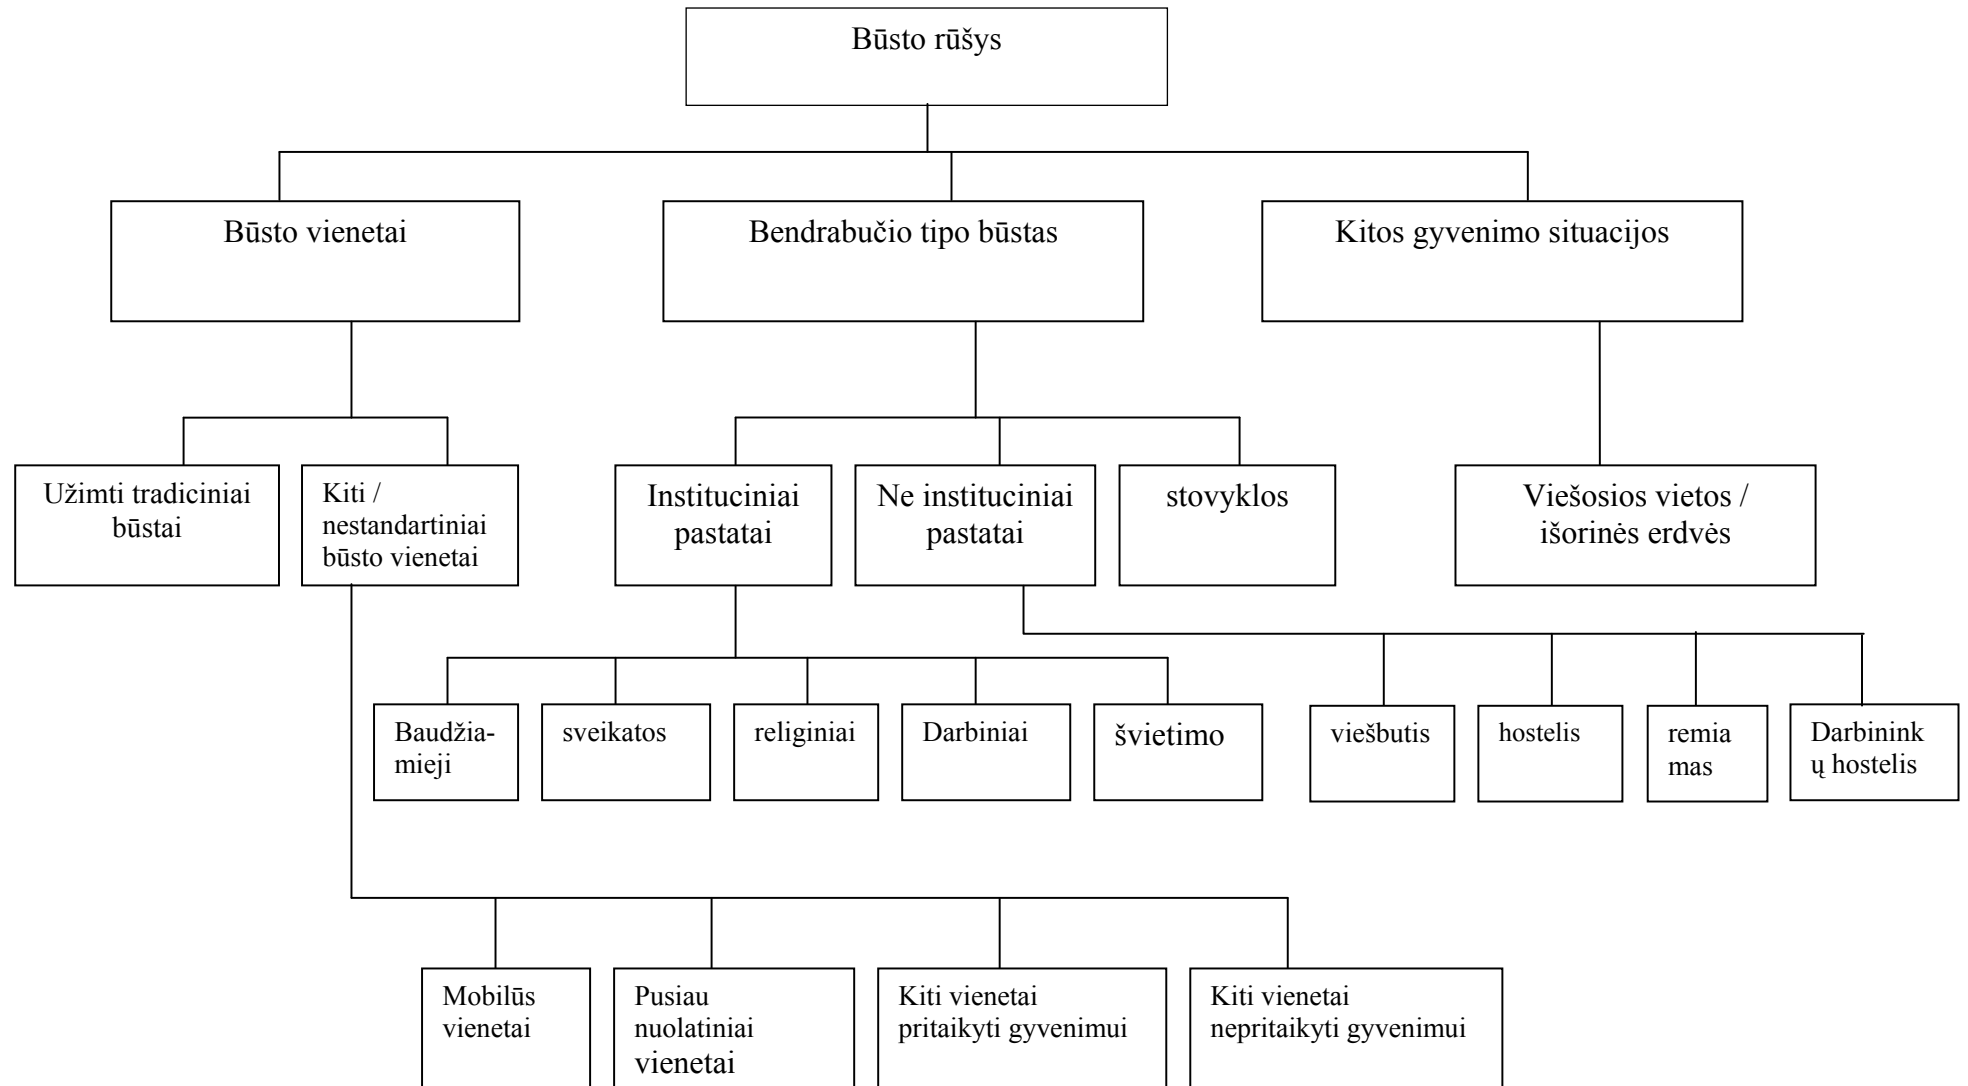 Būsto rūšys
Būsto vienetai
Bendrabučio tipo būstas
Kitos gyvenimo situacijos
Užimti tradiciniai
būstai
Kiti /
nestandartiniai
būsto vienetai
Instituciniai
pastatai
Ne instituciniai
pastatai
stovyklos
Viešosios vietos /
išorinės erdvės
Baudžia-
mieji
sveikatos
religiniai
Darbiniai
švietimo
viešbutis
hostelis
remia
mas
Darbinink
ų hostelis
Mobilūs
vienetai
Pusiau
nuolatiniai
vienetai
Kiti vienetai
pritaikyti gyvenimui
Kiti vienetai
nepritaikyti gyvenimui